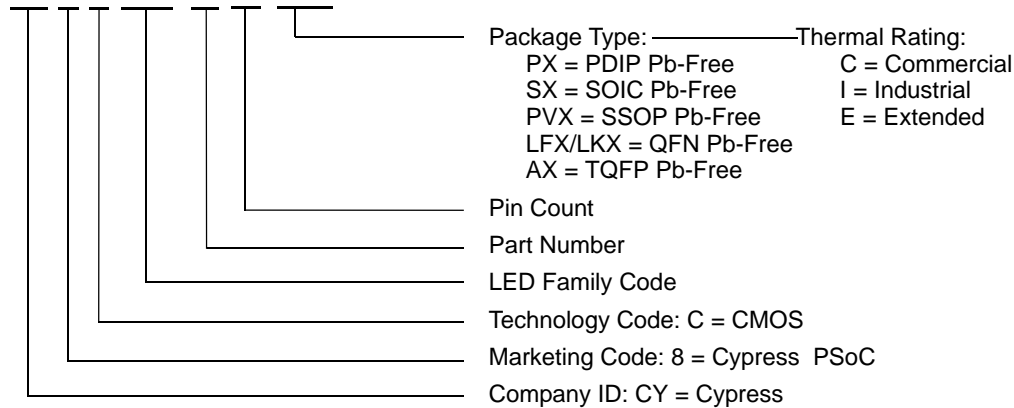 Package Type: Thermal Rating:
PX = PDIP Pb-Free C = Commercial
SX = SOIC Pb-Free I = Industrial
PVX = SSOP Pb-Free E = Extended
LFX/LKX = QFN Pb-Free
AX = TQFP Pb-Free
Pin Count
Part Number
LED Family Code
Technology Code: C = CMOS
Marketing Code: 8 = Cypress PSoC
Company ID: CY = Cypress